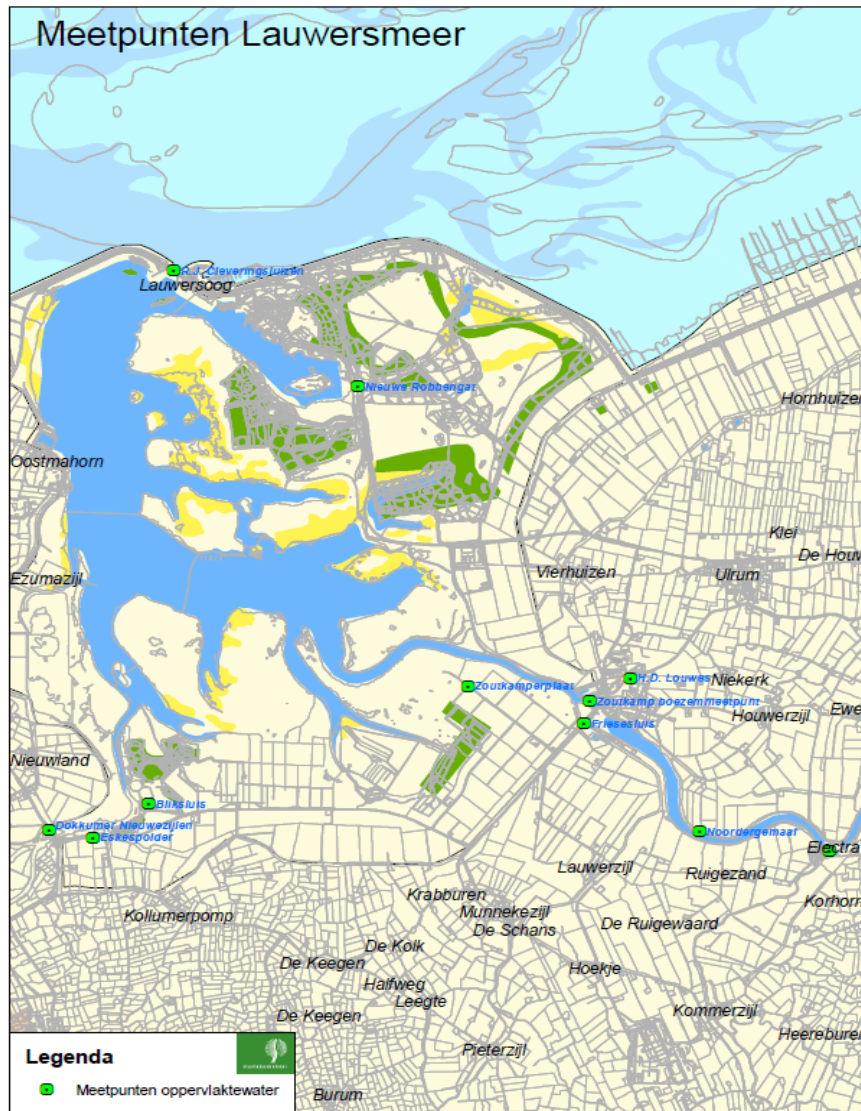 Meetpunten Lauwersmeer
R.J. Cleveringsluizen
Lauwersoog
Nieuwe Robbengat
Hornhuizen
Oostmahorn
Klei
De Houw
Ezumazijl
Vierhuizen
Ulrum
H.D. Louwes
Niekerk
Zoutkamperplaat
Zoutkamp boezemmeetpunt
Houwerzijl
Ewe
Friesesluis
Nieuwland
Bliksluis
Dokkumer Nieuwezijlen
Eskespolder
Noordergemaal
Electra
Lauwerzijl
Ruigezand
Krabburen
Korhorn
Kollumerpomp
Munnekezijl
De Schans
De Ruigewaard
De Kolk
De Keegen
Hoekje
Halfweg
Leegte
Kommerzijl
De Keegen
Heereburen
Pieterzijl
Legenda
Meetpunten oppervlaktewater
Burum